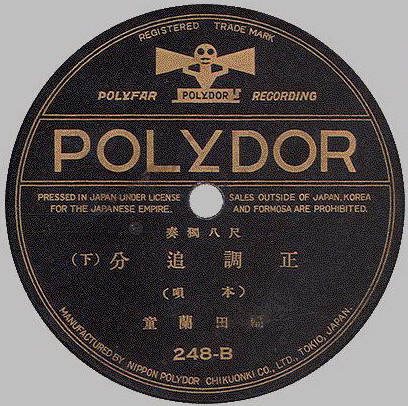 REGISTERED TRADE MARK
POLYFAR POLYDOR RECORDING
POLYDOR
PRESSED IN JAPAN UNDER LICENSE
FOR THE JAPANESE EMPIRE.
SALES OUTSIDE OF JAPAN, KOREA
AND FORMOSA ARE PROHIBITED.
尺八獨奏
正調追分(下)
(本唄)
福田蘭童
248-B
MANUFACTURED BY NIPPON POLYDOR CHIKUONKI CO., LTD., TOKIO, JAPAN.